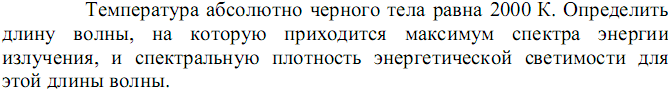 Температура абсолютно черного тела равна 2000 К. Определить
длину волны, на которую приходится максимум спектра энергии
излучения, и спектральную плотность энергетической светимости для
этой длины волны.